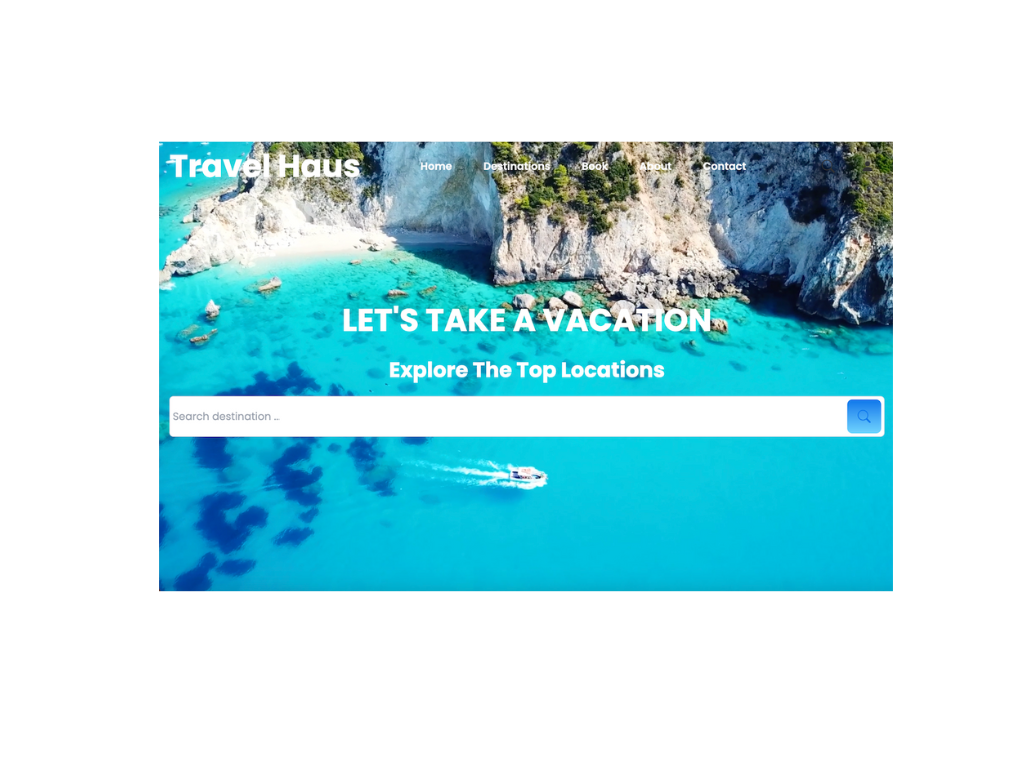 Travel Haus
Home Destinations Book About Contact
LET'S TAKE A VACATION
Explore The Top Locations
Search destination ...